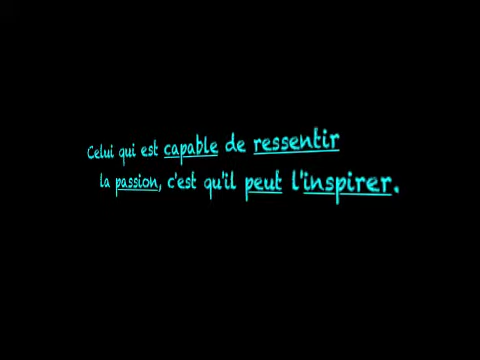 Celui qui est capable de ressentir
la passion, c'est qu'il peut l'inspirer.